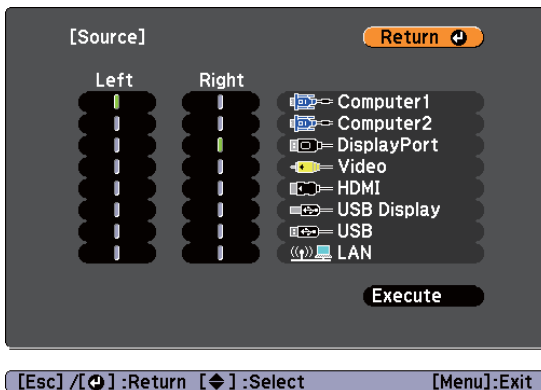 [Source]
Return
Left Right
Computer1
Computer2
DisplayPort
Video
HDMI
USB Display
USB
LAN
Execute
[Esc] /[⏎] :Return [◆] :Select [Menu]:Exit